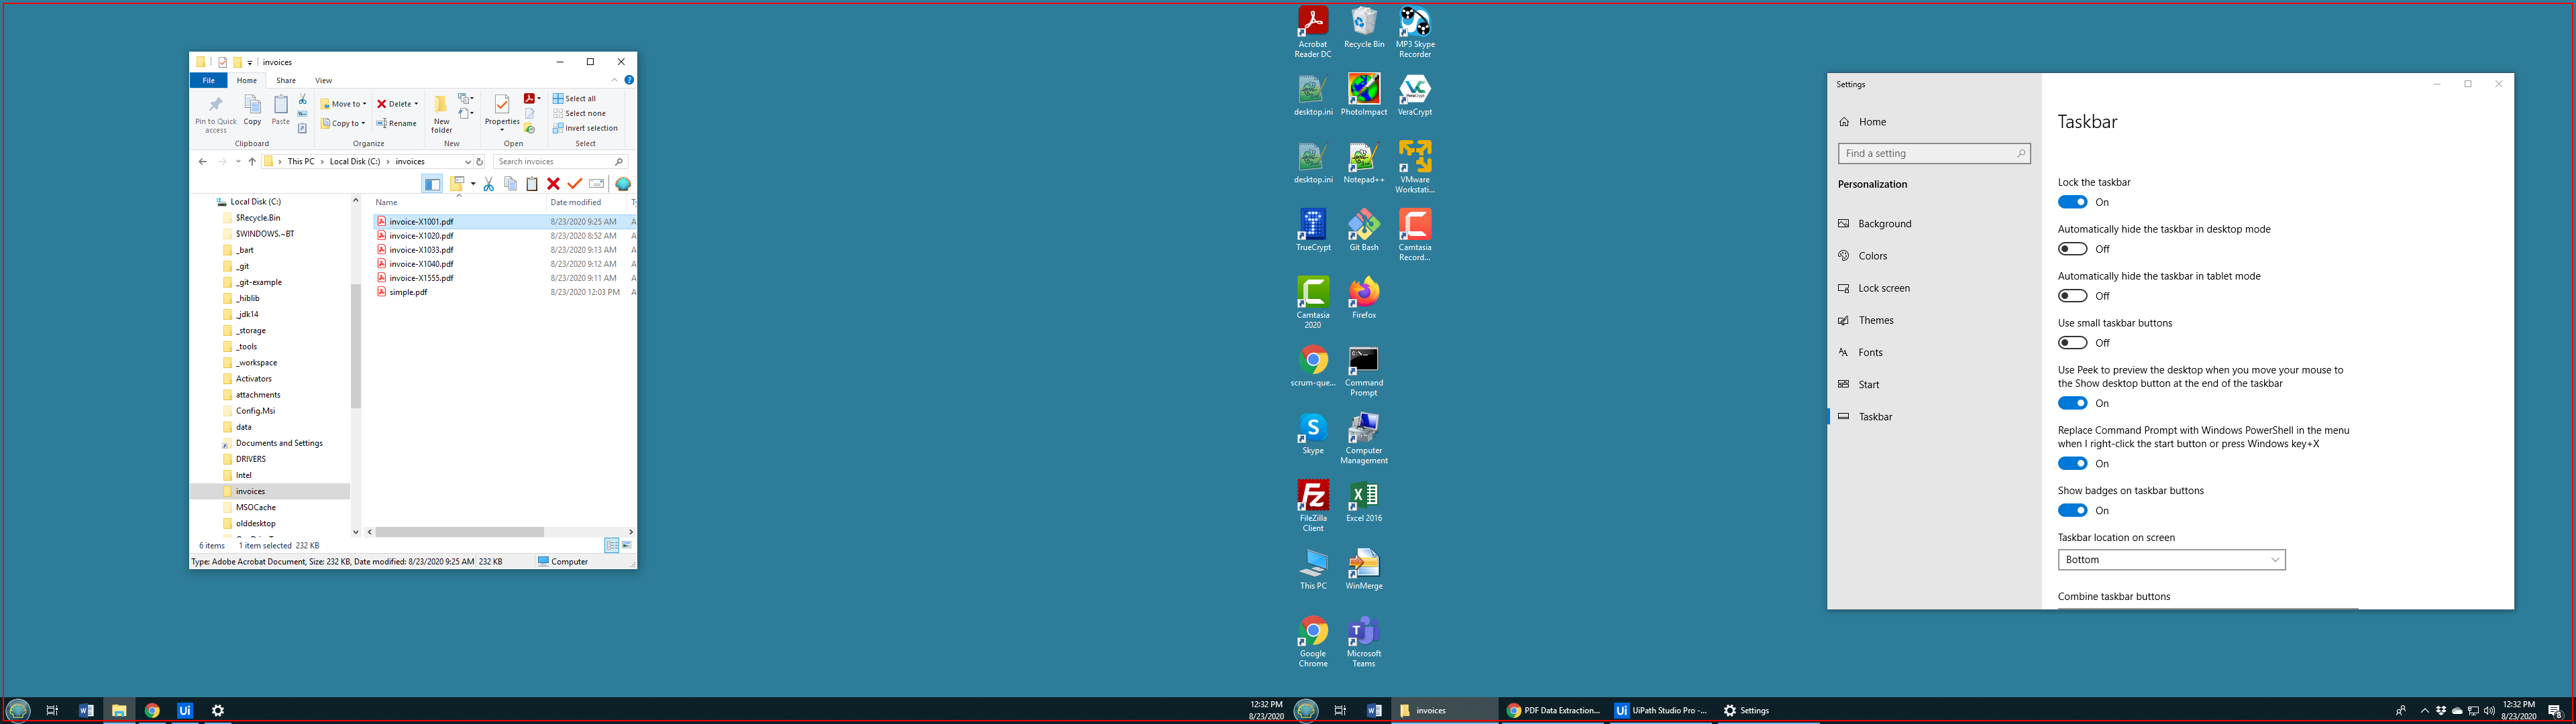 invoices
File
Home
Share
View
Pin to Quick access
Copy
Paste
Move to
Copy to
Delete
Rename
New folder
Properties
Select all
Select none
Invert selection
Clipboard
Organize
New
Open
Select
This PC > Local Disk (C:) > invoices
Search invoices
Local Disk (C:)
$Recycle.Bin
$WINDOWS.~BT
_bart
_git
_git-example
_hiblib
_jdk14
_storage
_tools
_workspace
Activators
attachments
Config.Msi
data
Documents and Settings
DRIVERS
Intel
invoices
MSOCache
olddesktop
Name Date modified Ty
invoice-X1001.pdf 8/23/2020 9:25 AM A
invoice-X1020.pdf 8/23/2020 8:52 AM A
invoice-X1033.pdf 8/23/2020 9:13 AM A
invoice-X1040.pdf 8/23/2020 9:12 AM A
invoice-X1555.pdf 8/23/2020 9:11 AM A
simple.pdf 8/23/2020 12:03 PM A
6 items 1 item selected 232 KB
Type: Adobe Acrobat Document, Size: 232 KB, Date modified: 8/23/2020 9:25 AM 232 KB Computer
Acrobat Reader DC
Recycle Bin
MP3 Skype Recorder
desktop.ini
PhotoImpact
VeraCrypt
desktop.ini
Notepad++
VMware Workstati...
TrueCrypt
Git Bash
Camtasia Record...
Camtasia 2020
Firefox
scrum-que...
Command Prompt
Skype
Computer Management
FileZilla Client
Excel 2016
This PC
WinMerge
Google Chrome
Microsoft Teams
Settings
Home
Find a setting
Personalization
Background
Colors
Lock screen
Themes
Fonts
Start
Taskbar
Taskbar
Lock the taskbar
On
Automatically hide the taskbar in desktop mode
Off
Automatically hide the taskbar in tablet mode
Off
Use small taskbar buttons
Off
Use Peek to preview the desktop when you move your mouse to
the Show desktop button at the end of the taskbar
On
Replace Command Prompt with Windows PowerShell in the menu
when I right-click the start button or press Windows key+X
On
Show badges on taskbar buttons
On
Taskbar location on screen
Bottom
Combine taskbar buttons
Ui
12:32 PM
8/23/2020
invoices
PDF Data Extraction...
Ui
UiPath Studio Pro -...
Settings
12:32 PM
8/23/2020